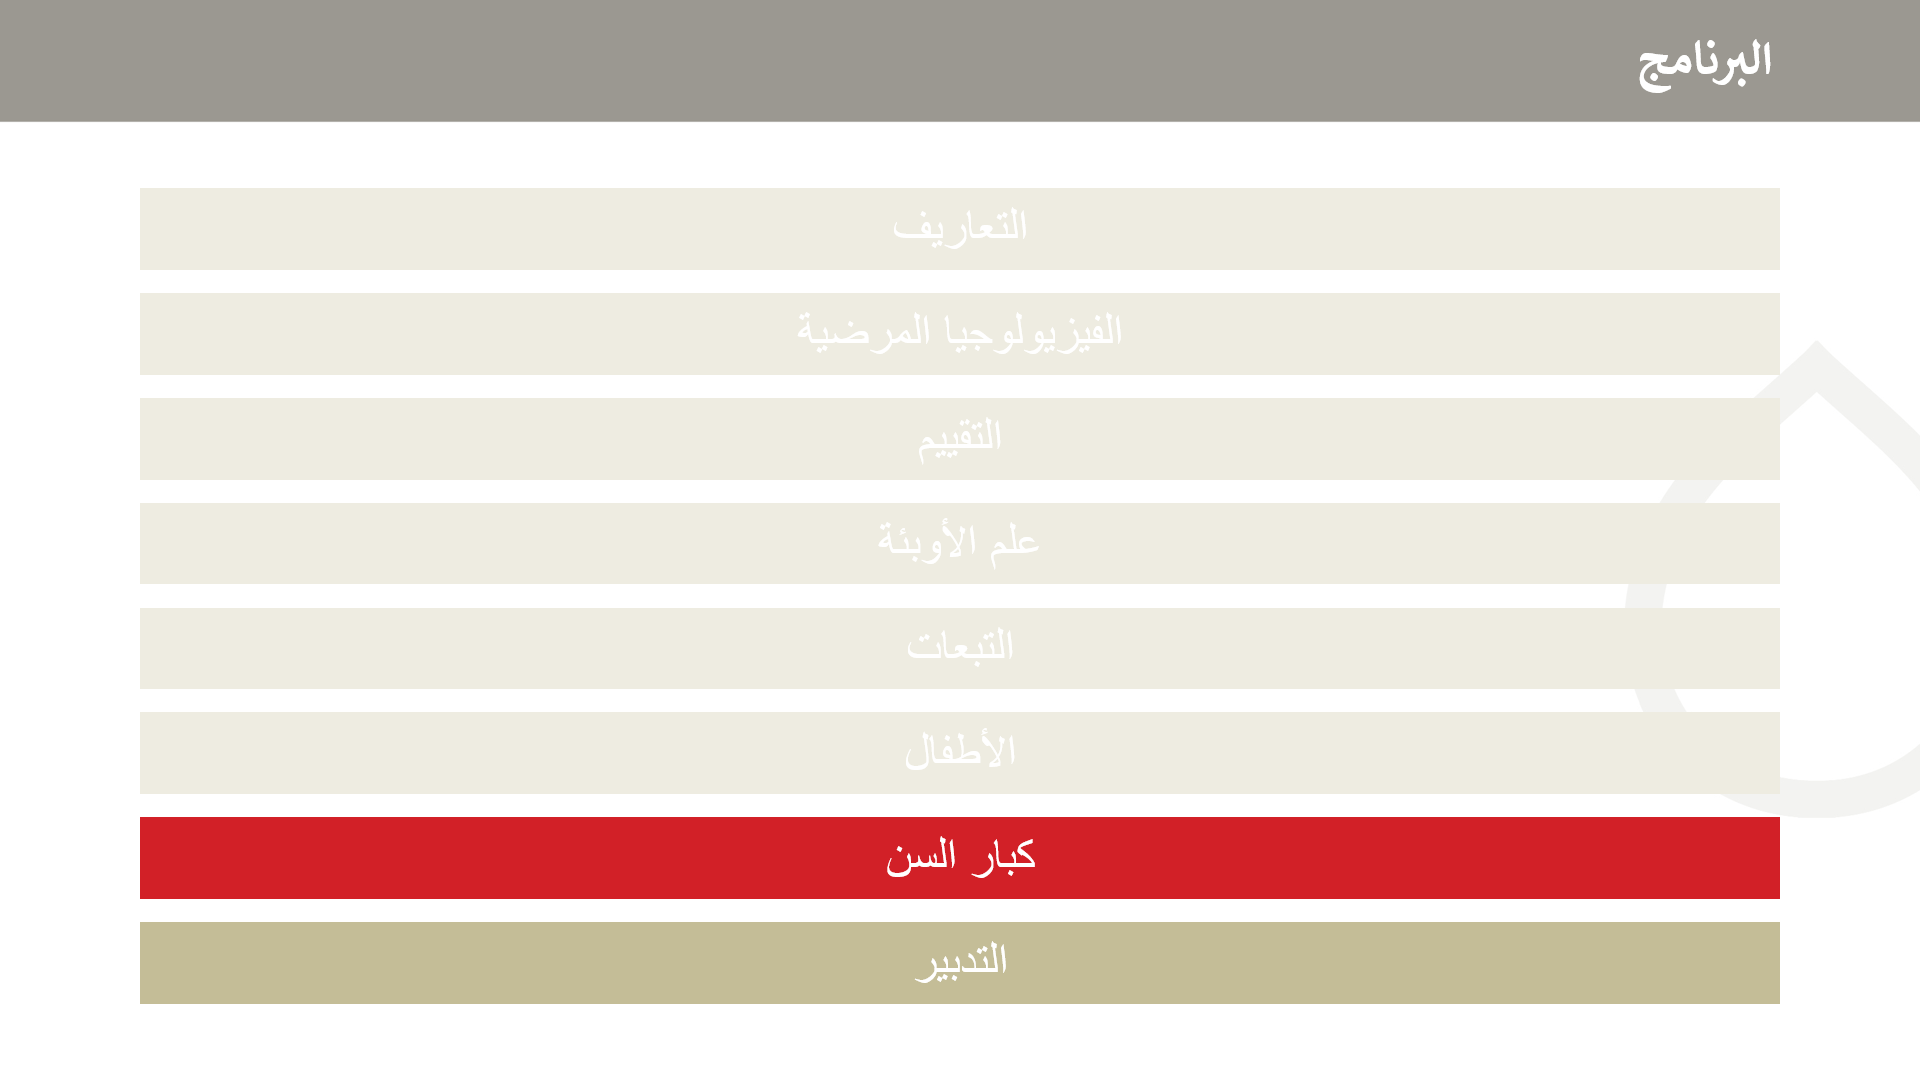 البرنامج
التعاريف
الفيزيولوجيا المرضية
التقييم
علم الأوبئة
التبعات
الأطفال
كبار السن
التدبير